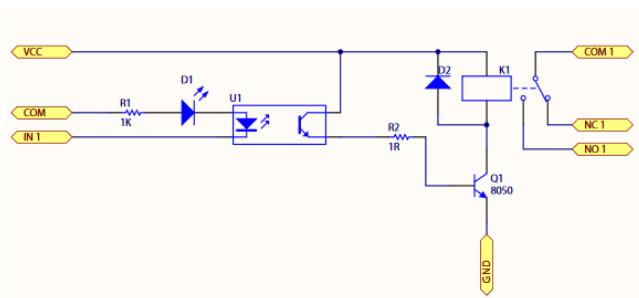 VCC
COM 1
D1
D2
K1
COM
R1
U1
1K
IN 1
R2
1R
NC 1
NO 1
Q1
8050
GND